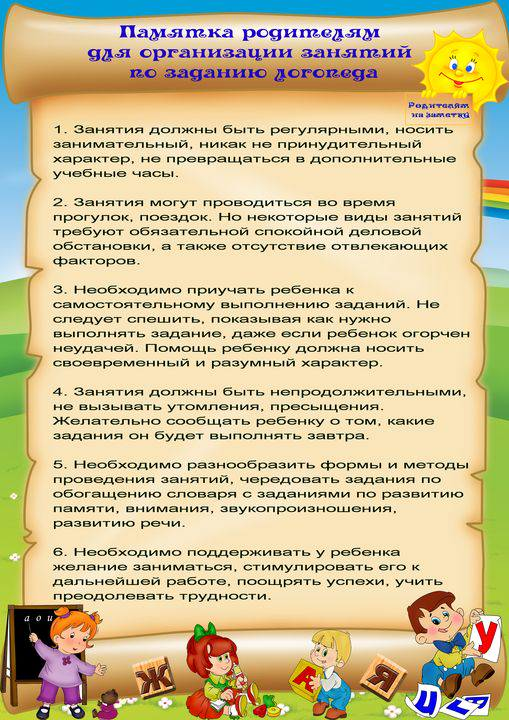 Памятка родителям
для организации занятий
по заданию логопеда
Родителям
на заметку
1. Занятия должны быть регулярными, носить
занимательный, никак не принудительный
характер, не превращаться в дополнительные
учебные часы.
2. Занятия могут проводиться во время
прогулок, поездок. Но некоторые виды занятий
требуют обязательной спокойной деловой
обстановки, а также отсутствие отвлекающих
факторов.
3. Необходимо приучать ребенка к
самостоятельному выполнению заданий. Не
следует спешить, показывая как нужно
выполнять задание, даже если ребенок огорчен
неудачей. Помощь ребенку должна носить
своевременный и разумный характер.
4. Занятия должны быть непродолжительными,
не вызывать утомления, пресыщения.
Желательно сообщать ребенку о том, какие
задания он будет выполнять завтра.
5. Необходимо разнообразить формы и методы
проведения занятий, чередовать задания по
обогащению словаря с заданиями по развитию
памяти, внимания, звукопроизношения,
развитию речи.
6. Необходимо поддерживать у ребенка
желание заниматься, стимулировать его к
дальнейшей работе, поощрять успехи, учить
преодолевать трудности.
а о и
Ж
А
Я
У
И